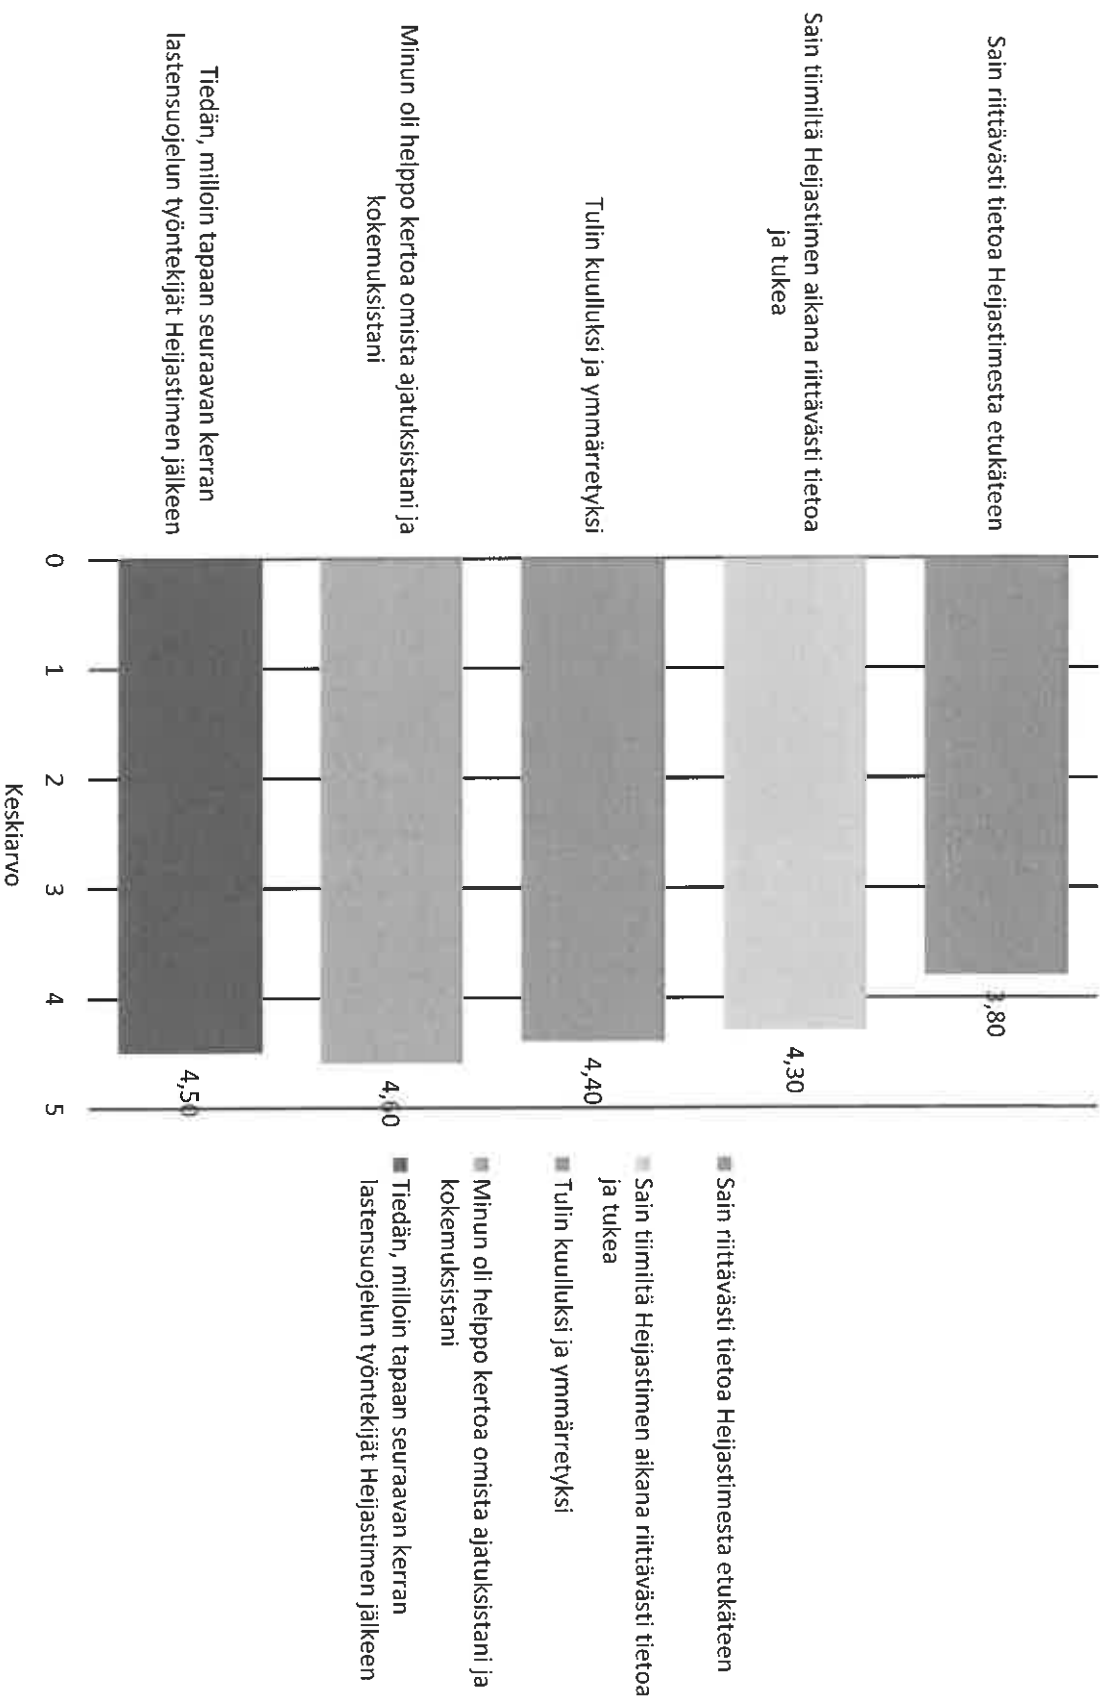 Sain riittävästi tietoa Heijastimesta etukäteen
3,80
Sain tiimiltä Heijastimen aikana riittävästi tietoa
ja tukea
4,30
Tulin kuulluksi ja ymmärretyksi
4,40
Minun oli helppo kertoa omista ajatuksistani ja
kokemuksistani
4,60
Tiedän, milloin tapaan seuraavan kerran
lastensuojelun työntekijät Heijastimen jälkeen
4,50
0 1 2 3 4 5
Keskiarvo
Sain riittävästi tietoa Heijastimesta etukäteen
Sain tiimiltä Heijastimen aikana riittävästi tietoa
ja tukea
Tulin kuulluksi ja ymmärretyksi
Minun oli helppo kertoa omista ajatuksistani ja
kokemuksistani
Tiedän, milloin tapaan seuraavan kerran
lastensuojelun työntekijät Heijastimen jälkeen